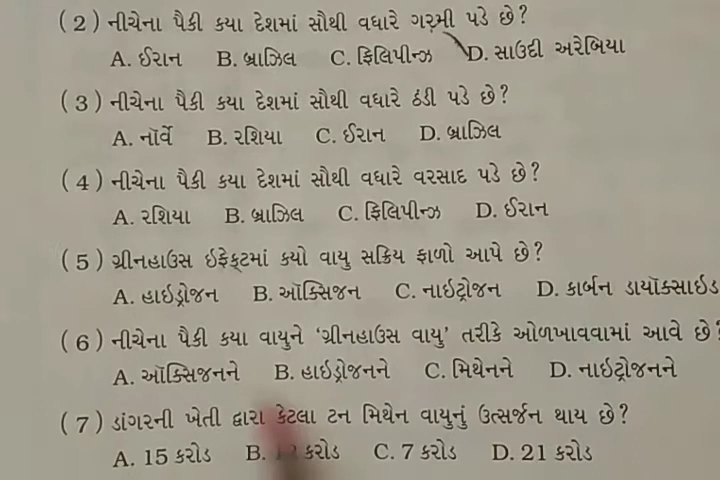 ( 2 ) નીચેના પૈકી કયા દેશમાં સૌથી વધારે ગરમી પડે છે?
A. ઈરાન B. બ્રાઝિલ C. ફિલિપીન્ઝ D. સાઉદી અરેબિયા
( 3 ) નીચેના પૈકી કયા દેશમાં સૌથી વધારે ઠંડી પડે છે?
A. નૉર્વે B. રશિયા C. ઈરાન D. બ્રાઝિલ
( 4 ) નીચેના પૈકી કયા દેશમાં સૌથી વધારે વરસાદ પડે છે?
A. રશિયા B. બ્રાઝિલ C. ફિલિપીન્ઝ D. ઈરાન
( 5 ) ગ્રીનહાઉસ ઇફેક્ટમાં કયો વાયુ સક્રિય ફાળો આપે છે?
A. હાઇડ્રોજન B. ઑક્સિજન C. નાઇટ્રોજન D. કાર્બન ડાયૉક્સાઇડ
( 6 ) નીચેના પૈકી કયા વાયુને ‘ગ્રીનહાઉસ વાયુ’ તરીકે ઓળખાવવામાં આવે છે?
A. ઑક્સિજનને B. હાઇડ્રોજનને C. મિથેનને D. નાઇટ્રોજનને
( 7 ) ડાંગરની ખેતી દ્વારા કેટલા ટન મિથેન વાયુનું ઉત્સર્જન થાય છે?
A. 15 કરોડ B. કરોડ C. 7 કરોડ D. 21 કરોડ